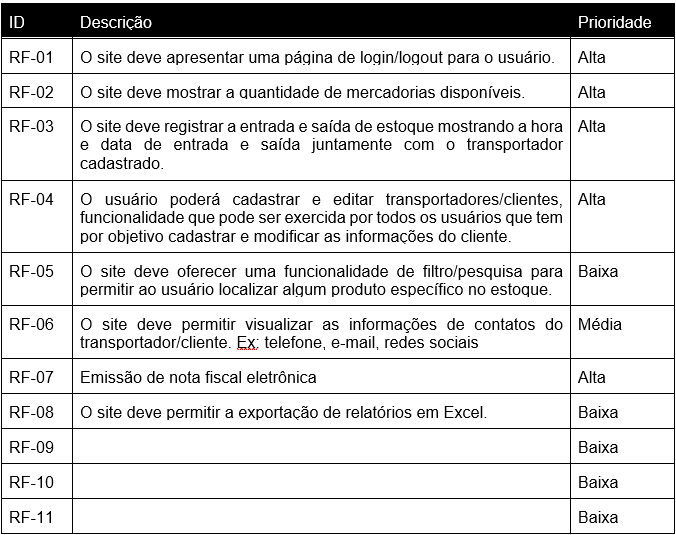 ID Descrição Prioridade
RF-01 O site deve apresentar uma página de login/logout para o usuário. Alta
RF-02 O site deve mostrar a quantidade de mercadorias disponíveis. Alta
RF-03 O site deve registrar a entrada e saída de estoque mostrando a hora Alta
e data de entrada e saída juntamente com o transportador
cadastrado.
RF-04 O usuário poderá cadastrar e editar transportadores/clientes, Alta
funcionalidade que pode ser exercida por todos os usuários que tem
por objetivo cadastrar e modificar as informações do cliente.
RF-05 O site deve oferecer uma funcionalidade de filtro/pesquisa para Baixa
permitir ao usuário localizar algum produto específico no estoque.
RF-06 O site deve permitir visualizar as informações de contatos do Média
transportador/cliente. Ex: telefone, e-mail, redes sociais
RF-07 Emissão de nota fiscal eletrônica Alta
RF-08 O site deve permitir a exportação de relatórios em Excel. Baixa
RF-09 Baixa
RF-10 Baixa
RF-11 Baixa